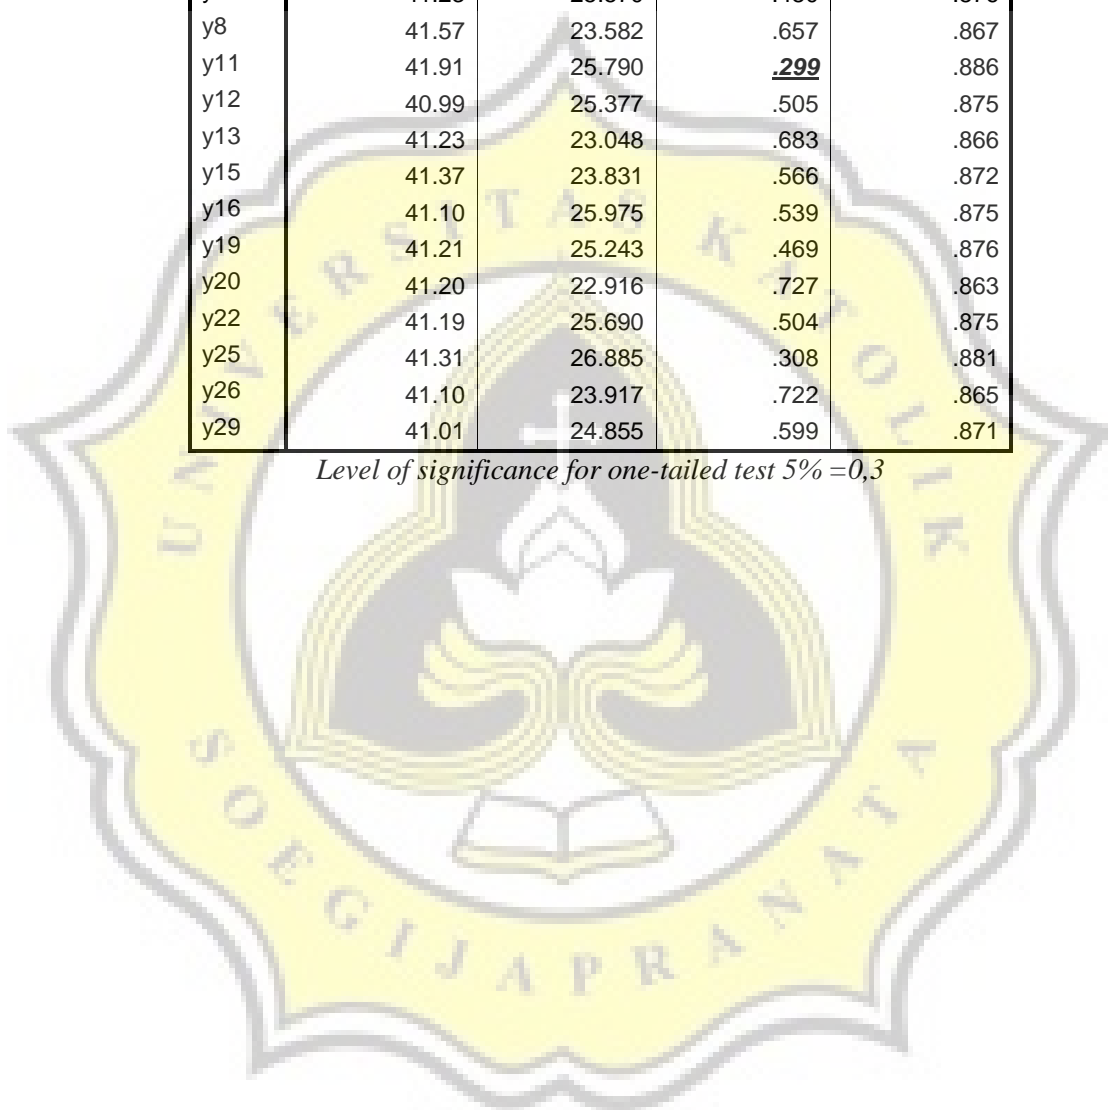 y8 41.57 23.582 .657 .867
y11 41.91 25.790 .299 .886
y12 40.99 25.377 .505 .875
y13 41.23 23.048 .683 .866
y15 41.37 23.831 .566 .872
y16 41.10 25.975 .539 .875
y19 41.21 25.243 .469 .876
y20 41.20 22.916 .727 .863
y22 41.19 25.690 .504 .875
y25 41.31 26.885 .308 .881
y26 41.10 23.917 .722 .865
y29 41.01 24.855 .599 .871
Level of significance for one-tailed test 5% =0,3
UNIVERSITAS KATOLIK
SOEGIJAPRANATA